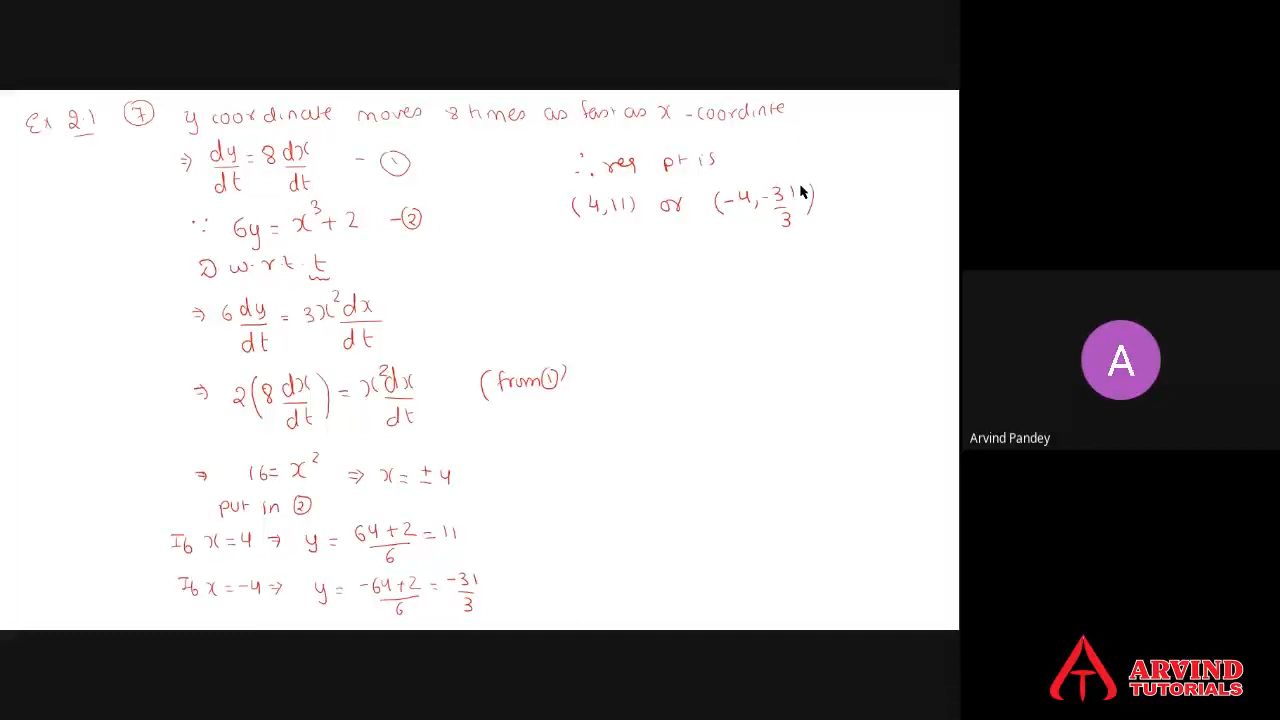 Ex 2.1 ⑦ y coordinate moves 8 times as fast as x-coordinte
⇒ dy/dt = 8 dx/dt - ①
∵ 6y = x³ + 2 - ②
D w.r.t. t
⇒ 6 dy/dt = 3x² dx/dt
⇒ 2(8 dx/dt) = x² dx/dt (from ①)
⇒ 16 = x² ⇒ x = ± 4
put in ②
If x = 4 ⇒ y = 64+2/6 = 11
If x = -4 ⇒ y = -64+2/6 = -31/3
∴ req pt is
(4, 11) or (-4, -31/3)
A
Arvind Pandey
ARVIND
TUTORIALS